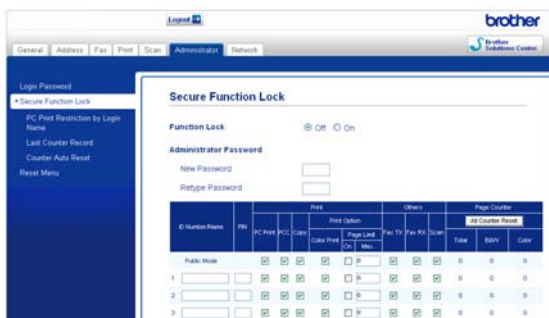 Logout
brother
General Address Fax Print Scan Administrator Network
Brother Solutions Center
Login Password
Secure Function Lock
PC Print Restriction by Login Name
Last Counter Record
Counter Auto Reset
Reset Menu
Secure Function Lock
Function Lock Off On
Administrator Password
New Password
Retype Password
Print Others Page Counter
ID Number/Name PIN PC Print PCC Copy Print Option Fax TX Fax RX Scan All Counter Reset
Color Print Page Limit Total B&W Color
On Max.
Public Mode 0 0 0 0
1 0 0 0 0
2 0 0 0 0
3 0 0 0 0